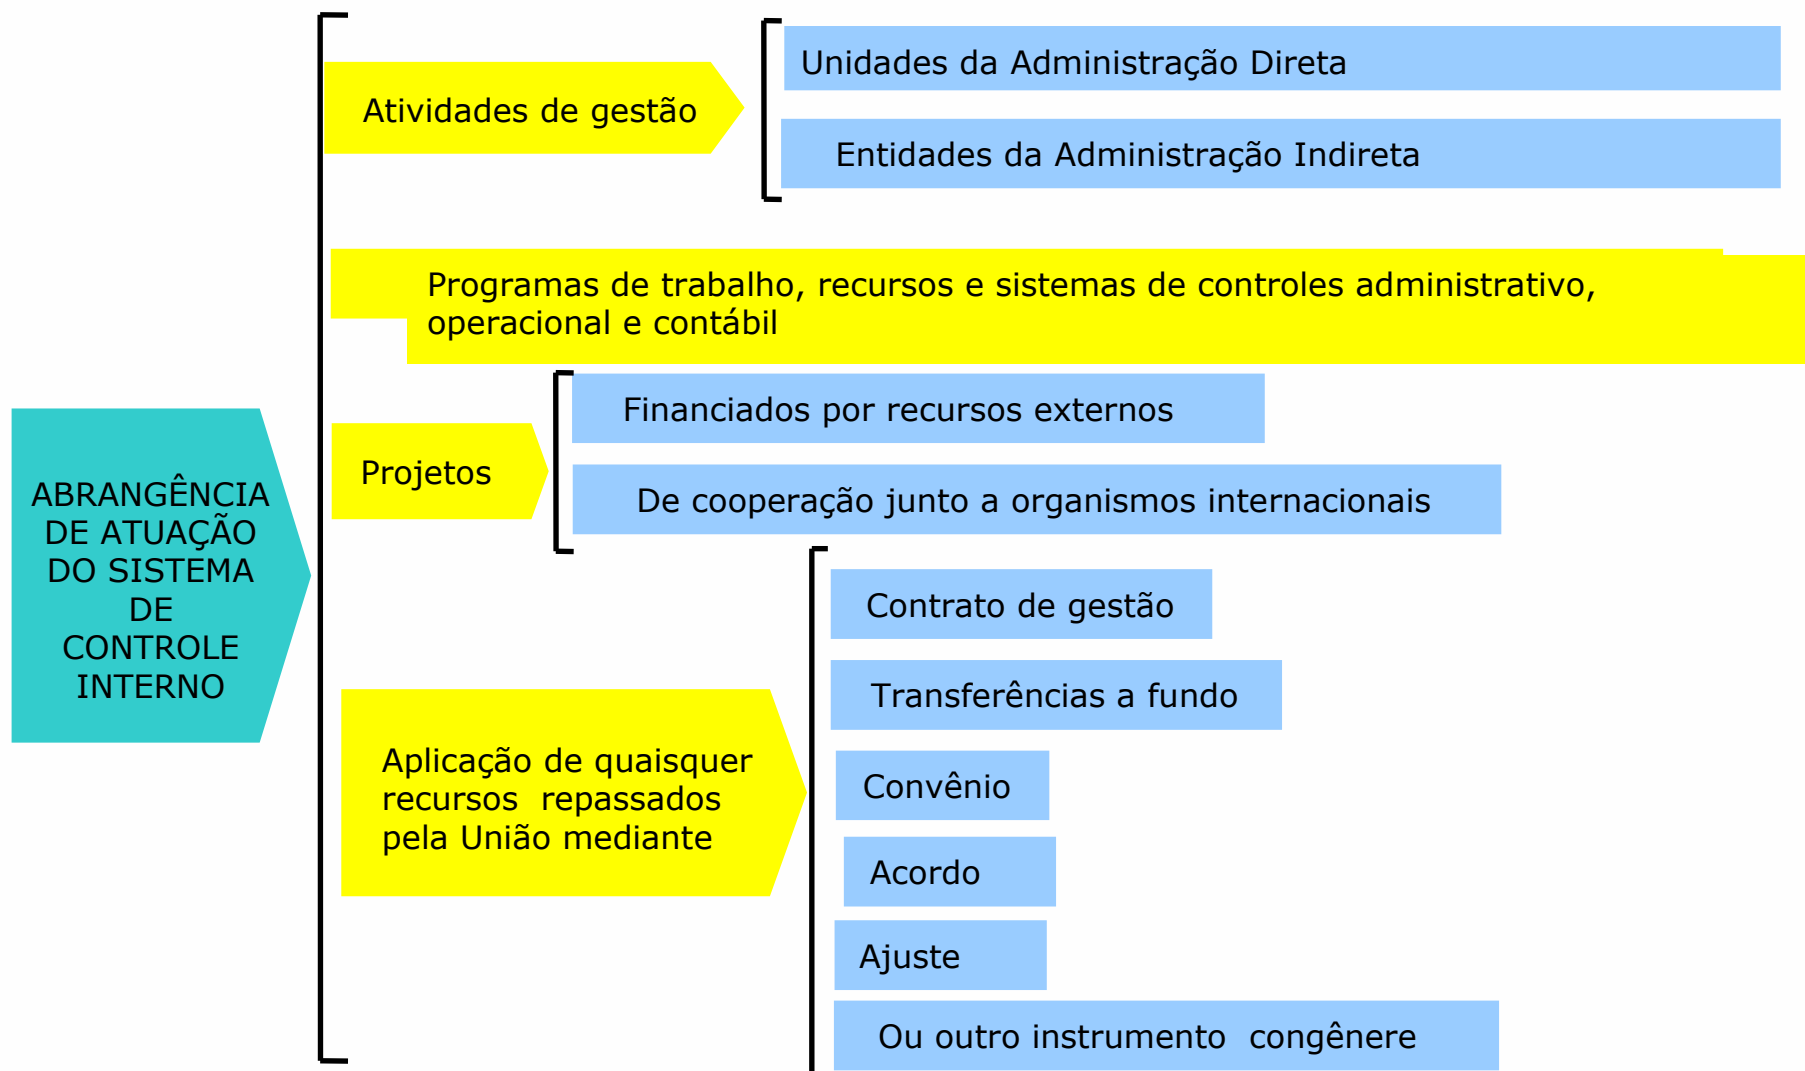 Unidades da Administração Direta
Atividades de gestão
Entidades da Administração Indireta
Programas de trabalho, recursos e sistemas de controles administrativo,
operacional e contábil
Financiados por recursos externos
Projetos
De cooperação junto a organismos internacionais
ABRANGÊNCIA
DE ATUAÇÃO
DO SISTEMA
DE
CONTROLE
INTERNO
Aplicação de quaisquer
recursos  repassados
pela União mediante
Contrato de gestão
Transferências a fundo
Convênio
Acordo
Ajuste
Ou outro instrumento  congênere